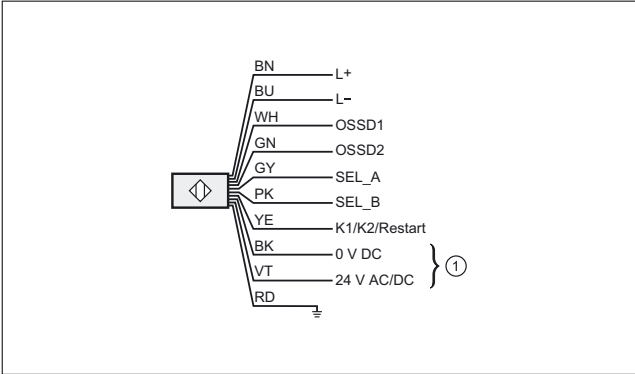 BN L+
BU L−
WH OSSD1
GN OSSD2
GY SEL_A
PK SEL_B
YE K1/K2/Restart
BK 0 V DC
VT 24 V AC/DC
1
RD